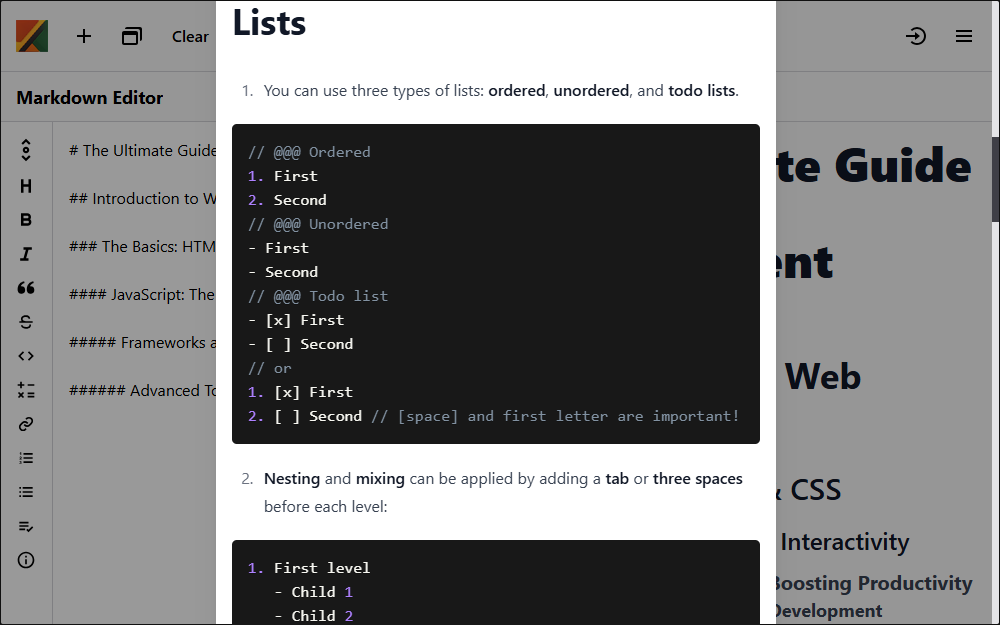 Clear
Markdown Editor
# The Ultimate Guide
## Introduction to W
### The Basics: HTM
#### JavaScript: The
##### Frameworks a
###### Advanced To
Lists
1. You can use three types of lists: ordered, unordered, and todo lists.
// @@@ Ordered
1. First
2. Second
// @@@ Unordered
- First
- Second
// @@@ Todo list
- [x] First
- [ ] Second
// or
1. [x] First
2. [ ] Second // [space] and first letter are important!
2. Nesting and mixing can be applied by adding a tab or three spaces
before each level:
1. First level
- Child 1
- Child 2
te Guide
ent
Web
& CSS
Interactivity
Boosting Productivity
Development